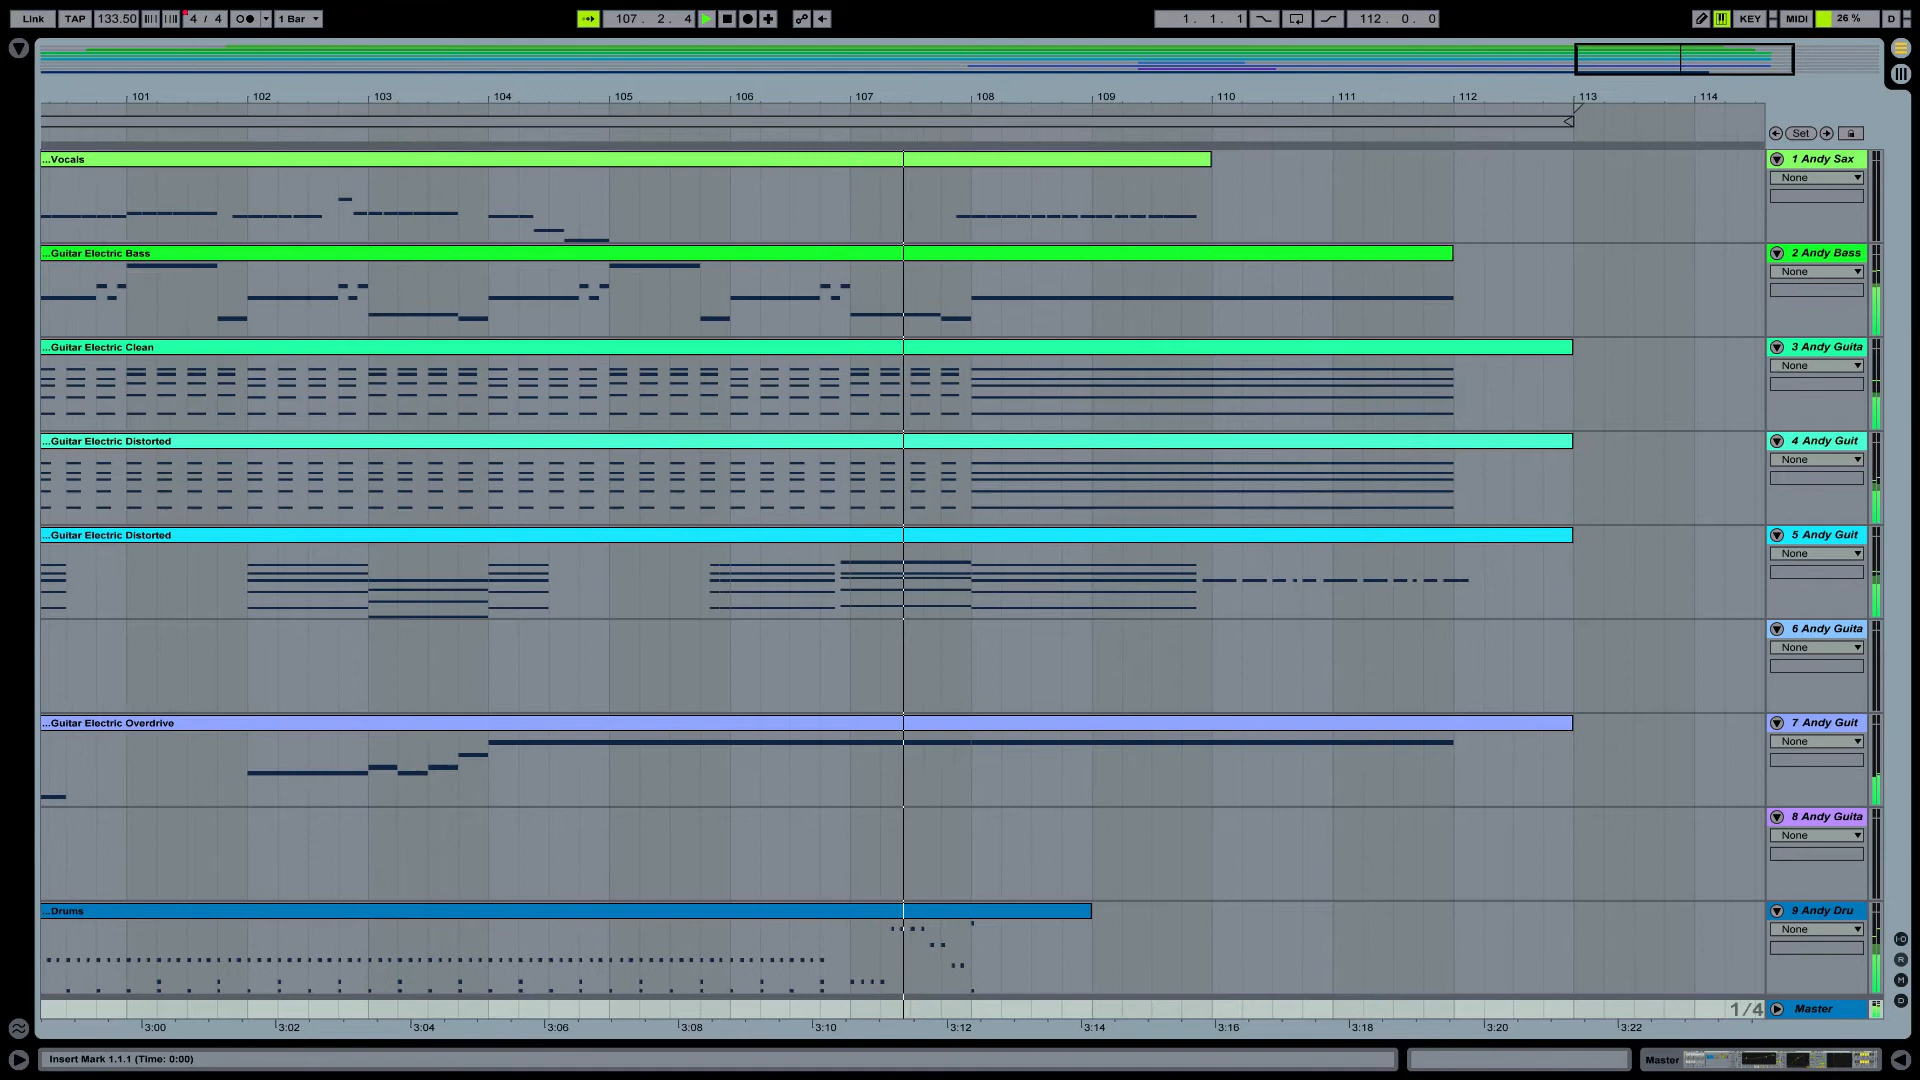 Link TAP 133.50 4 / 4 1 Bar 107. 2. 4 1. 1. 1 112. 0. 0 KEY MIDI 26 % D
101 102 103 104 105 106 107 108 109 110 111 112 113 114
Set
...Vocals 1 Andy Sax
None
...Guitar Electric Bass 2 Andy Bass
None
...Guitar Electric Clean 3 Andy Guita
None
...Guitar Electric Distorted 4 Andy Guit
None
...Guitar Electric Distorted 5 Andy Guit
None
6 Andy Guita
None
...Guitar Electric Overdrive 7 Andy Guit
None
8 Andy Guita
None
...Drums 9 Andy Dru
None
I·O
R
M
D
1/4 Master
3:00 3:02 3:04 3:06 3:08 3:10 3:12 3:14 3:16 3:18 3:20 3:22
Insert Mark 1.1.1 (Time: 0:00) Master